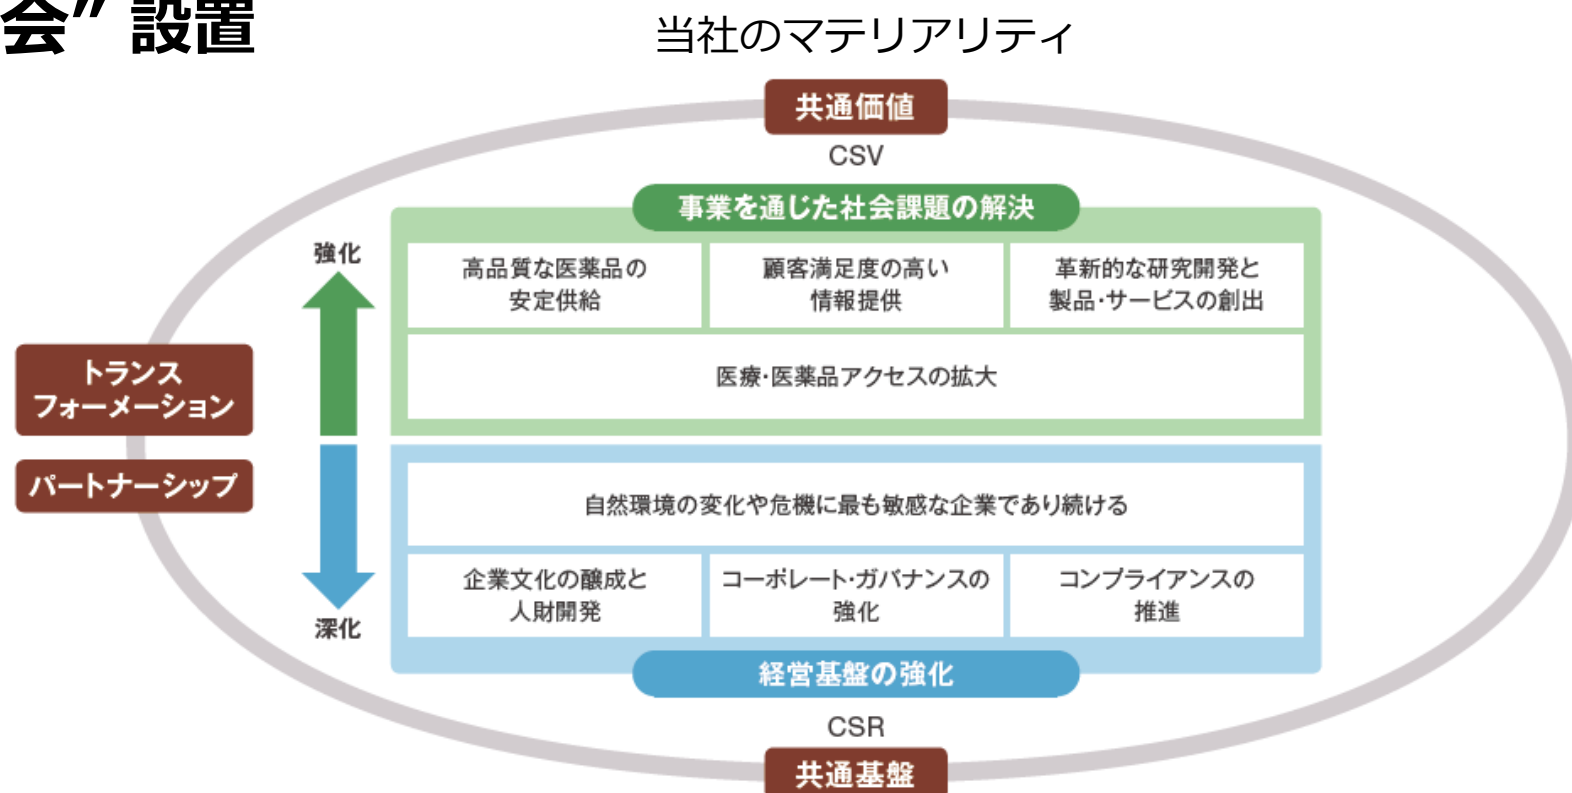 会” 設置
当社のマテリアリティ
共通価値
CSV
事業を通じた社会課題の解決
強化
高品質な医薬品の
安定供給
顧客満足度の高い
情報提供
革新的な研究開発と
製品・サービスの創出
医療・医薬品アクセスの拡大
トランス
フォーメーション
パートナーシップ
自然環境の変化や危機に最も敏感な企業であり続ける
企業文化の醸成と
人財開発
コーポレート・ガバナンスの
強化
コンプライアンスの
推進
深化
経営基盤の強化
CSR
共通基盤